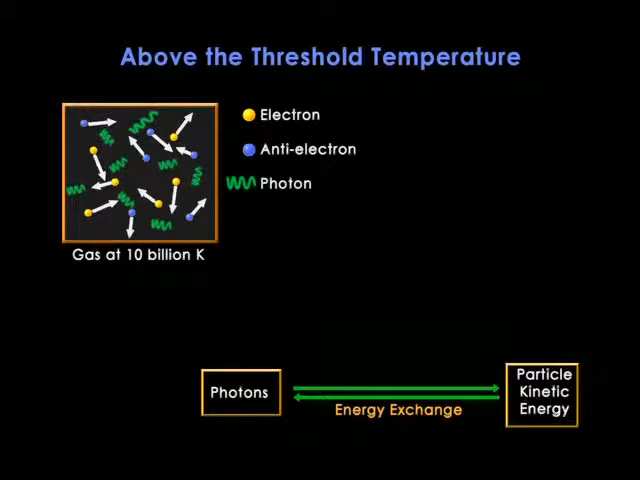 Above the Threshold Temperature
Electron
Anti-electron
Photon
Gas at 10 billion K
Photons
Energy Exchange
Particle
Kinetic
Energy